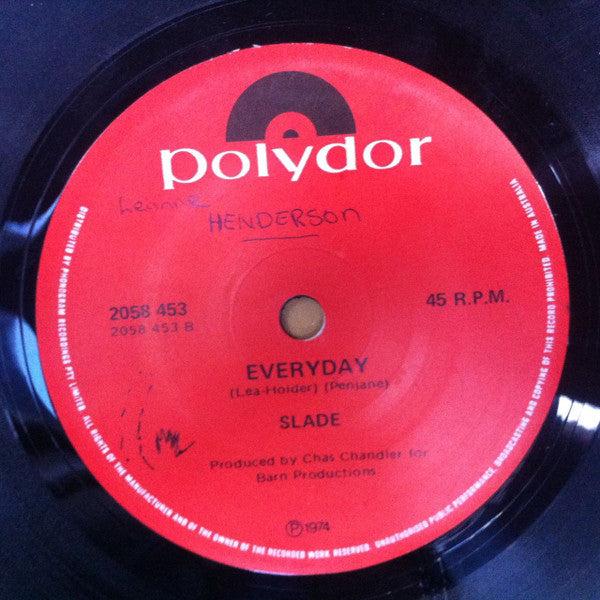 polydor
Leanne
HENDERSON
2058 453
2058 453 B
45 R.P.M.
EVERYDAY
(Lea-Holder) (Penjane)
SLADE
Produced by Chas Chandler for
Barn Productions
℗ 1974
DISTRIBUTED BY PHONOGRAM RECORDINGS PTY LIMITED. ALL RIGHTS OF THE MANUFACTURER AND OF THE OWNER OF THE RECORDED WORK RESERVED. UNAUTHORISED PUBLIC PERFORMANCE, BROADCASTING AND COPYING OF THIS RECORD PROHIBITED. MADE IN AUSTRALIA